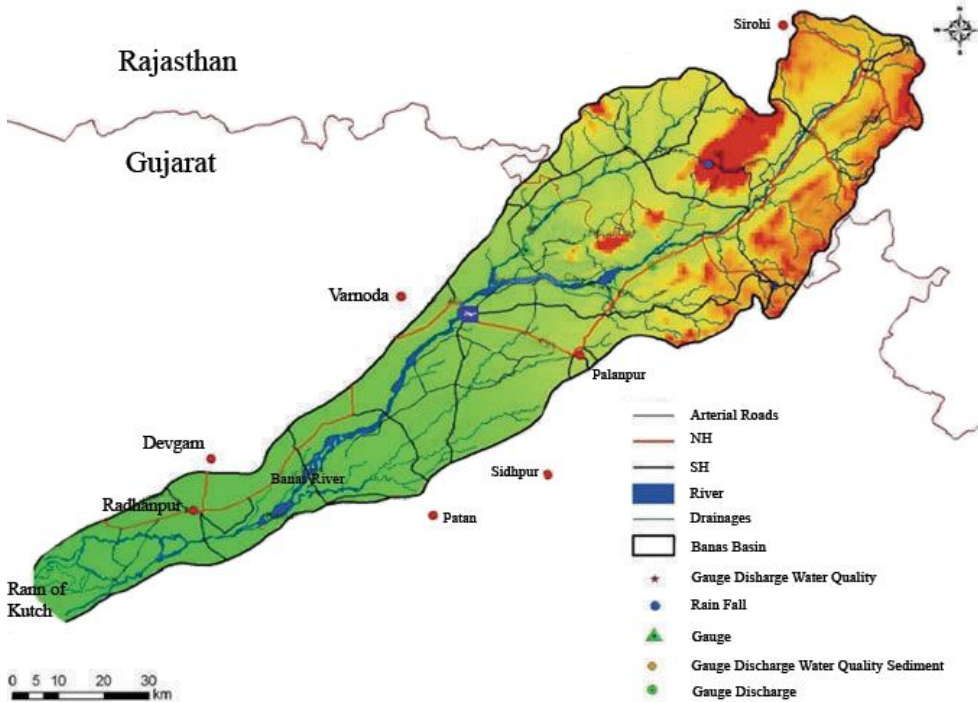 Sirohi
Rajasthan
Gujarat
Varnoda
Palanpur
Devgam
Sidhpur
Banas River
Radhanpur
Patan
Rann of
Kutch
Arterial Roads
NH
SH
River
Drainages
Banas Basin
Gauge Disharge Water Quality
Rain Fall
Gauge
Gauge Discharge Water Quality Sediment
Gauge Discharge
0 5 10 20 30
km